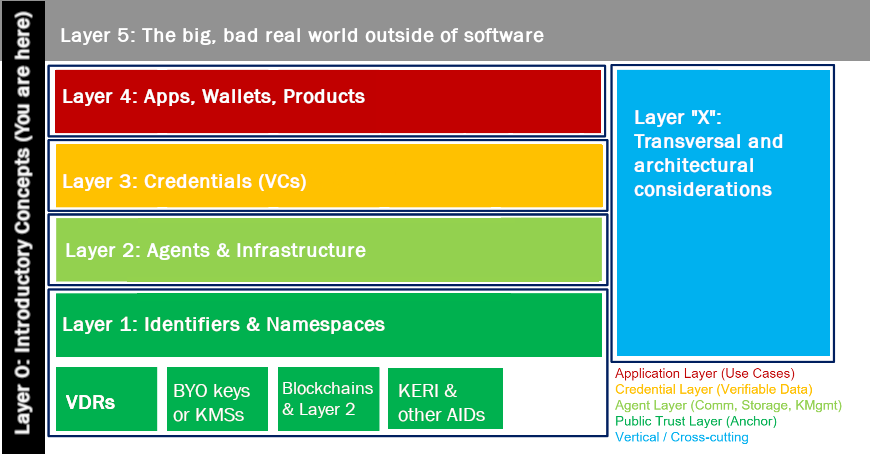 Layer 0: Introductory Concepts (You are here)
Layer 5: The big, bad real world outside of software
Layer 4: Apps, Wallets, Products
Layer 3: Credentials (VCs)
Layer 2: Agents & Infrastructure
Layer 1: Identifiers & Namespaces
VDRs
BYO keys
or KMSs
Blockchains
& Layer 2
KERI &
other AIDs
Layer "X":
Transversal and
architectural
considerations
Application Layer (Use Cases)
Credential Layer (Verifiable Data)
Agent Layer (Comm, Storage, KMgmt)
Public Trust Layer (Anchor)
Vertical / Cross-cutting